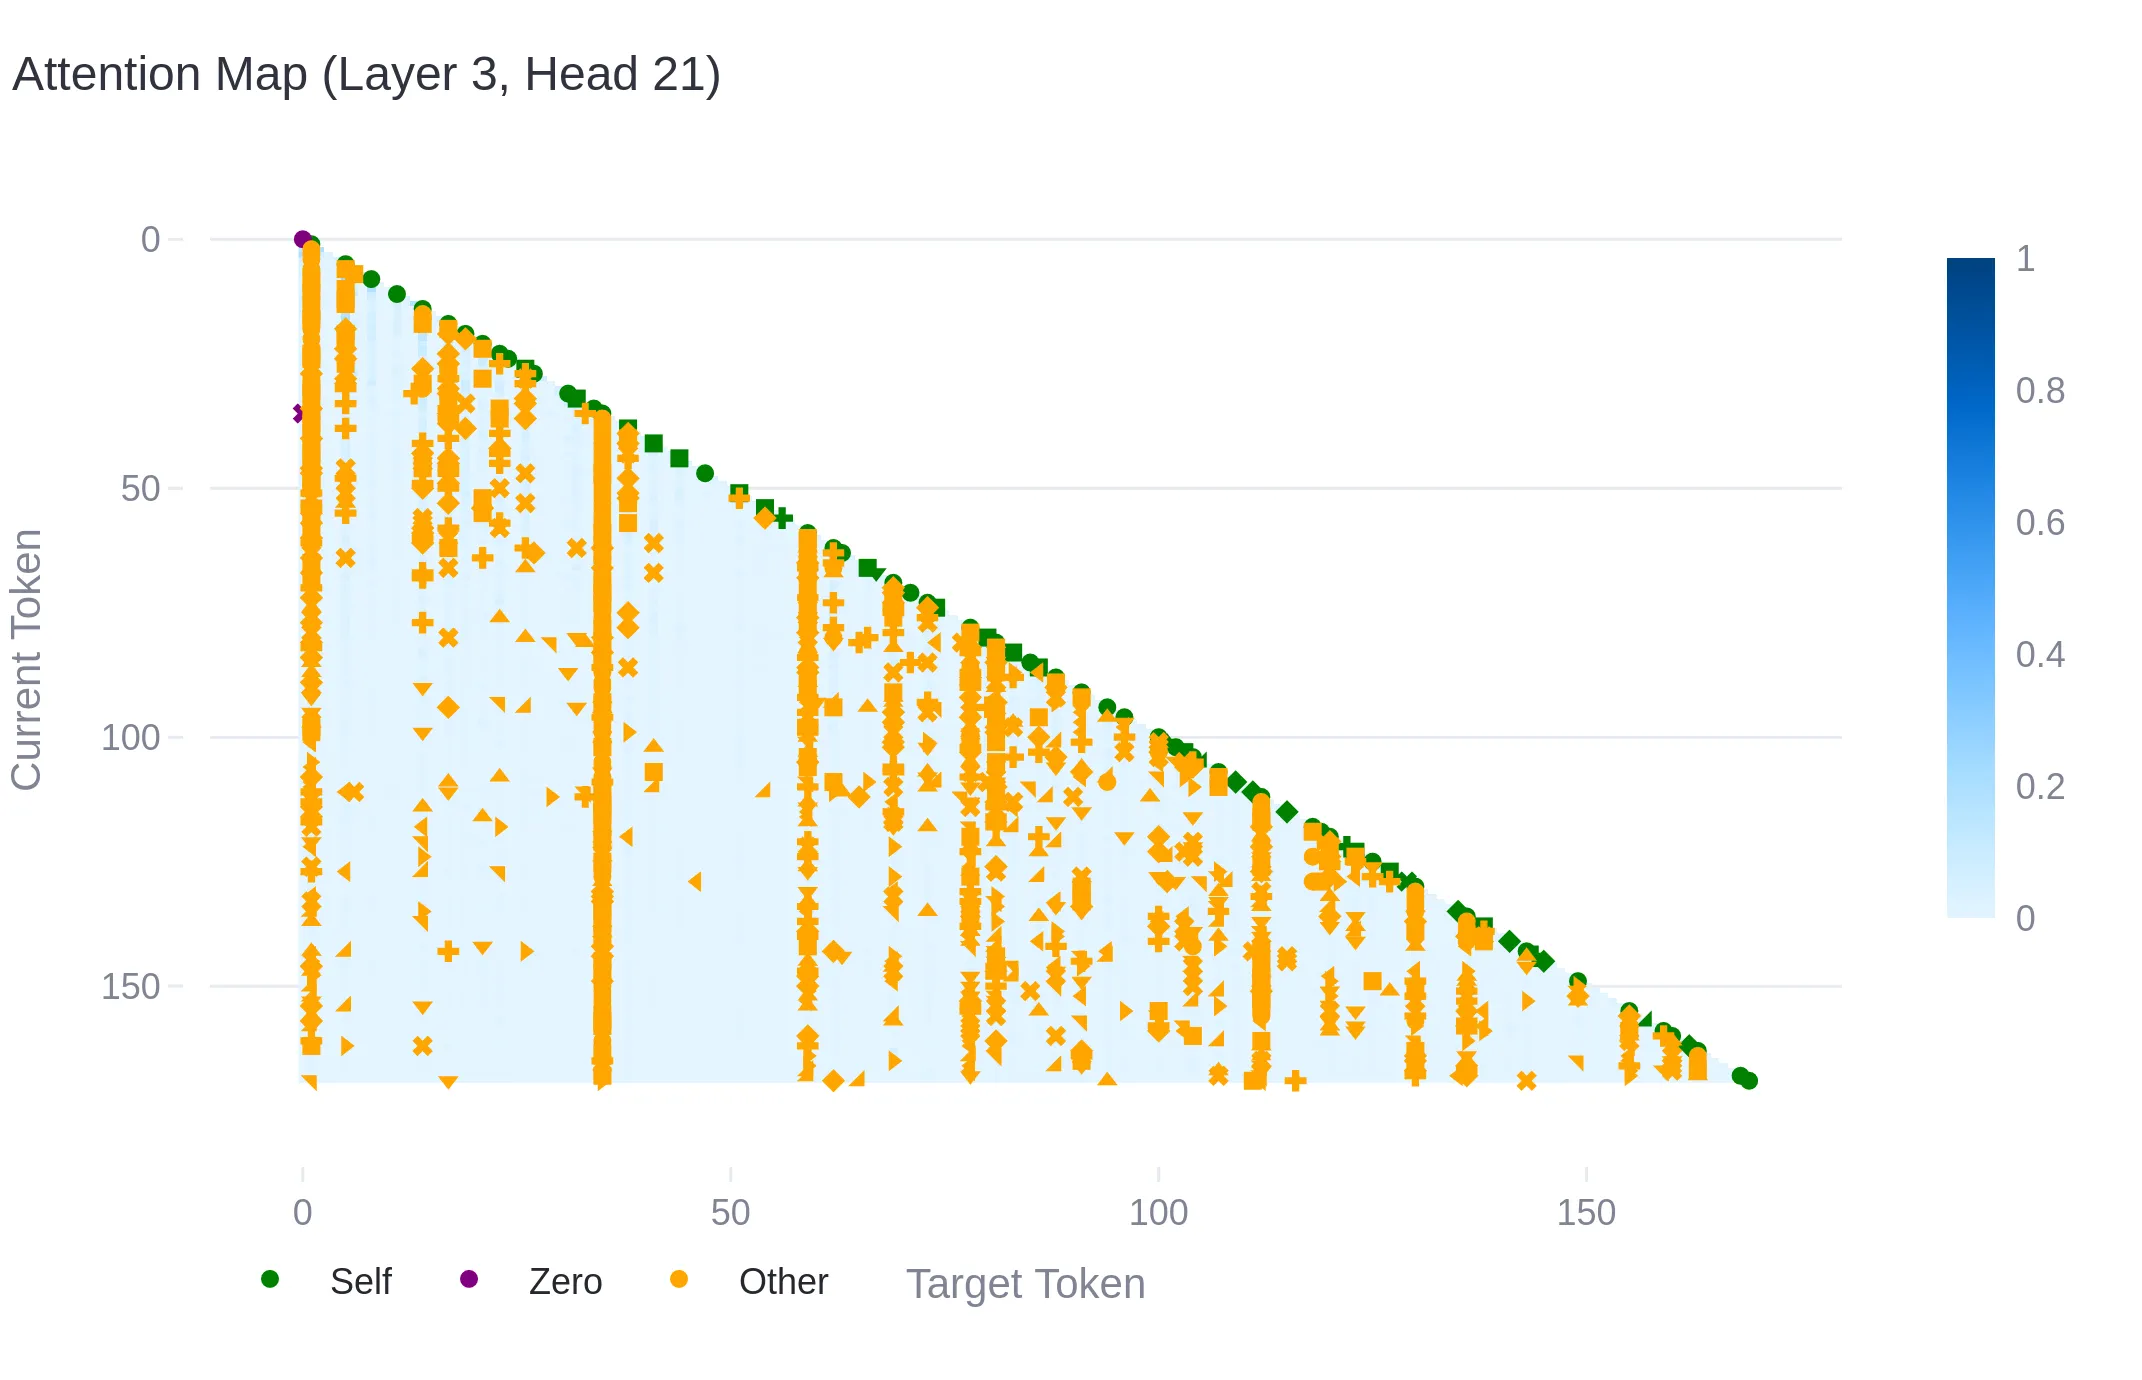 Attention Map (Layer 3, Head 21)
0
50
100
150
Current Token
0
50
100
150
Target Token
Self
Zero
Other
1
0.8
0.6
0.4
0.2
0